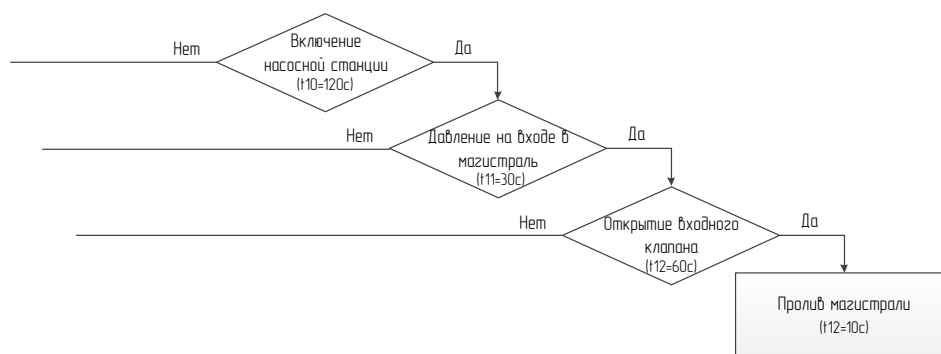 Нет
Включение
насосной станции
(t10=120с)
Да
Нет
Давление на входе в
магистраль
(t11=30с)
Да
Нет
Открытие входного
клапана
(t12=60с)
Да
Пролив магистрали
(t12=10с)